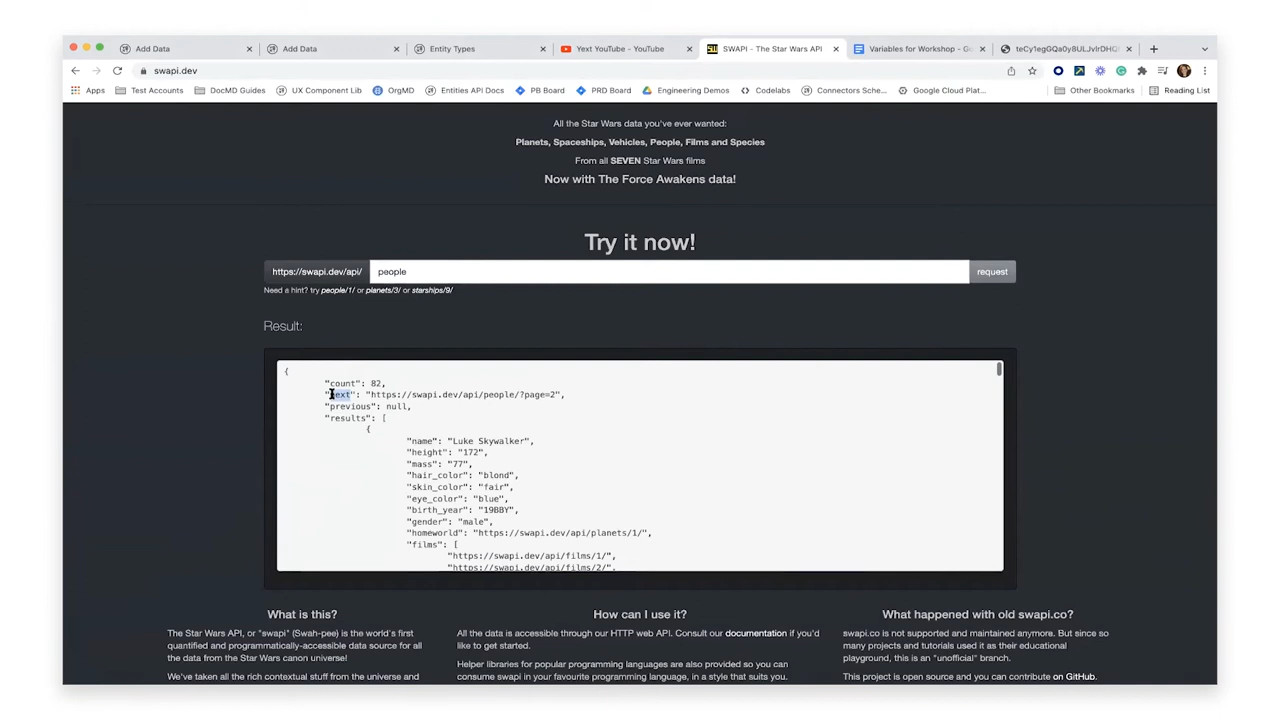 Add Data
Add Data
Entity Types
Yext YouTube - YouTube
SWAPI - The Star Wars API
Variables for Workshop - Go
teCy1egGQa0y8ULJvIrDHQ
swapi.dev
Apps
Test Accounts
DocMD Guides
UX Component Lib
OrgMD
Entities API Docs
PB Board
PRD Board
Engineering Demos
Codelabs
Connectors Sche...
Google Cloud Plat...
Other Bookmarks
Reading List
All the Star Wars data you've ever wanted:
Planets, Spaceships, Vehicles, People, Films and Species
From all SEVEN Star Wars films
Now with The Force Awakens data!
Try it now!
https://swapi.dev/api/ people request
Need a hint? try people/1/ or planets/3/ or starships/9/
Result:
{
"count": 82,
"next": "https://swapi.dev/api/people/?page=2",
"previous": null,
"results": [
{
"name": "Luke Skywalker",
"height": "172",
"mass": "77",
"hair_color": "blond",
"skin_color": "fair",
"eye_color": "blue",
"birth_year": "19BBY",
"gender": "male",
"homeworld": "https://swapi.dev/api/planets/1/",
"films": [
"https://swapi.dev/api/films/1/",
"https://swapi.dev/api/films/2/",
What is this?
The Star Wars API, or "swapi" (Swah-pee) is the world's first
quantified and programmatically-accessible data source for all
the data from the Star Wars canon universe!
We've taken all the rich contextual stuff from the universe and
How can I use it?
All the data is accessible through our HTTP web API. Consult our documentation if you'd
like to get started.
Helper libraries for popular programming languages are also provided so you can
consume swapi in your favourite programming language, in a style that suits you.
What happened with old swapi.co?
swapi.co is not supported and maintained anymore. But since so
many projects and tutorials used it as their educational
playground, this is an "unofficial" branch.
This project is open source and you can contribute on GitHub.